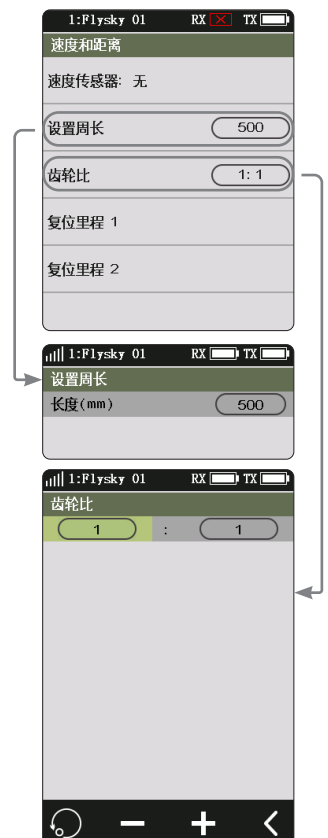 1:Flysky 01 RX TX
速度和距离
速度传感器: 无
设置周长 500
齿轮比 1:1
复位里程 1
复位里程 2
1:Flysky 01 RX TX
设置周长
长度(mm) 500
1:Flysky 01 RX TX
齿轮比
1 : 1